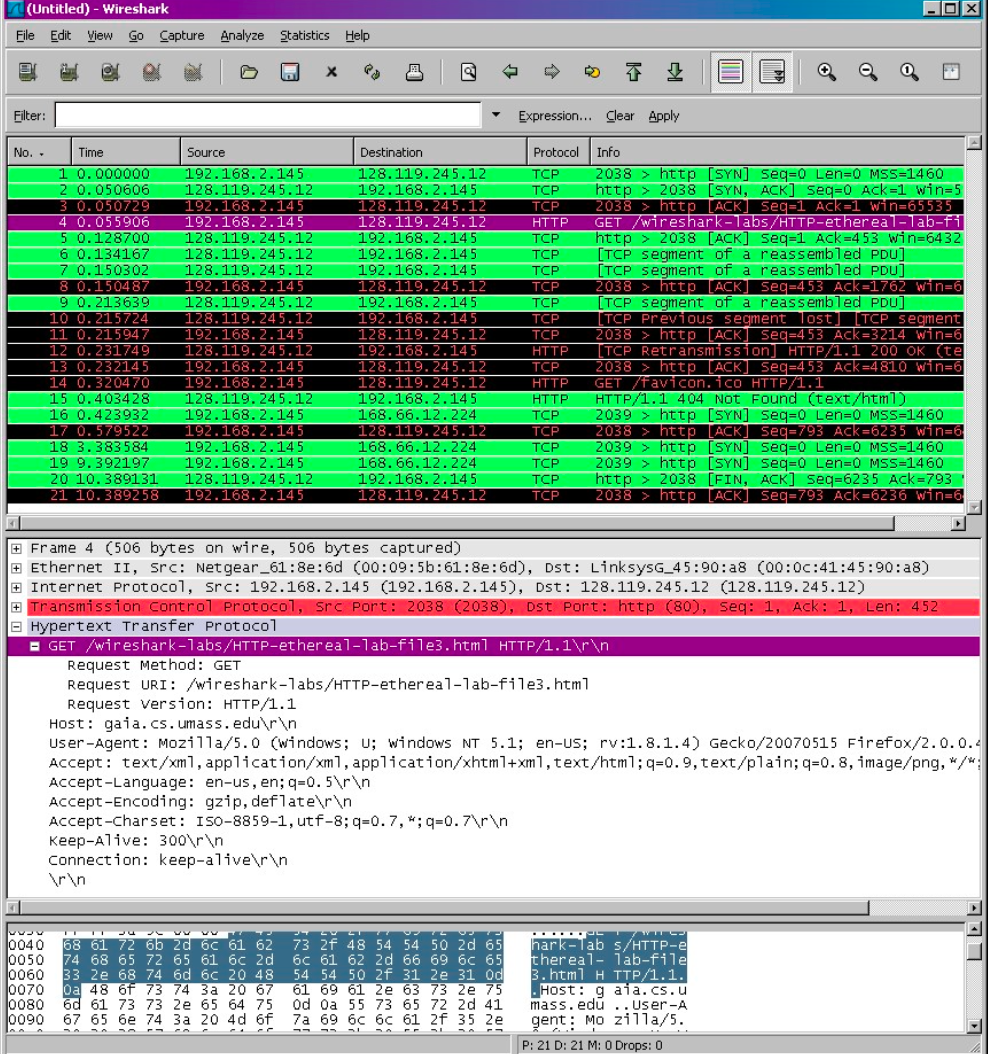 (Untitled) - Wireshark
File Edit View Go Capture Analyze Statistics Help
Filter: Expression... Clear Apply
No. Time Source Destination Protocol Info
1 0.000000 192.168.2.145 128.119.245.12 TCP 2038 > http [SYN] Seq=0 Len=0 MSS=1460
2 0.050606 128.119.245.12 192.168.2.145 TCP http > 2038 [SYN, ACK] Seq=0 Ack=1 Win=5
3 0.050729 192.168.2.145 128.119.245.12 TCP 2038 > http [ACK] Seq=1 Ack=1 Win=65535
4 0.055906 192.168.2.145 128.119.245.12 HTTP GET /wireshark-labs/HTTP-ethereal-lab-fi
5 0.128700 128.119.245.12 192.168.2.145 TCP http > 2038 [ACK] Seq=1 Ack=453 Win=6432
6 0.134167 128.119.245.12 192.168.2.145 TCP [TCP segment of a reassembled PDU]
7 0.150302 128.119.245.12 192.168.2.145 TCP [TCP segment of a reassembled PDU]
8 0.150487 192.168.2.145 128.119.245.12 TCP 2038 > http [ACK] Seq=453 Ack=1762 Win=6
9 0.213639 128.119.245.12 192.168.2.145 TCP [TCP segment of a reassembled PDU]
10 0.215724 128.119.245.12 192.168.2.145 TCP [TCP Previous segment lost] [TCP segment
11 0.215947 192.168.2.145 128.119.245.12 TCP 2038 > http [ACK] Seq=453 Ack=3214 Win=6
12 0.231749 128.119.245.12 192.168.2.145 HTTP [TCP Retransmission] HTTP/1.1 200 OK (te
13 0.232145 192.168.2.145 128.119.245.12 TCP 2038 > http [ACK] Seq=453 Ack=4810 Win=6
14 0.320470 192.168.2.145 128.119.245.12 HTTP GET /favicon.ico HTTP/1.1
15 0.403428 128.119.245.12 192.168.2.145 HTTP HTTP/1.1 404 Not Found (text/html)
16 0.423932 192.168.2.145 168.66.12.224 TCP 2039 > http [SYN] Seq=0 Len=0 MSS=1460
17 0.579522 192.168.2.145 128.119.245.12 TCP 2038 > http [ACK] Seq=793 Ack=6235 Win=6
18 3.383584 192.168.2.145 168.66.12.224 TCP 2039 > http [SYN] Seq=0 Len=0 MSS=1460
19 9.392197 192.168.2.145 168.66.12.224 TCP 2039 > http [SYN] Seq=0 Len=0 MSS=1460
20 10.389131 128.119.245.12 192.168.2.145 TCP http > 2038 [FIN, ACK] Seq=6235 Ack=793
21 10.389258 192.168.2.145 128.119.245.12 TCP 2038 > http [ACK] Seq=793 Ack=6236 Win=6
Frame 4 (506 bytes on wire, 506 bytes captured)
Ethernet II, Src: Netgear_61:8e:6d (00:09:5b:61:8e:6d), Dst: LinksysG_45:90:a8 (00:0c:41:45:90:a8)
Internet Protocol, Src: 192.168.2.145 (192.168.2.145), Dst: 128.119.245.12 (128.119.245.12)
Transmission Control Protocol, Src Port: 2038 (2038), Dst Port: http (80), Seq: 1, Ack: 1, Len: 452
Hypertext Transfer Protocol
GET /wireshark-labs/HTTP-ethereal-lab-file3.html HTTP/1.1\r\n
Request Method: GET
Request URI: /wireshark-labs/HTTP-ethereal-lab-file3.html
Request Version: HTTP/1.1
Host: gaia.cs.umass.edu\r\n
User-Agent: Mozilla/5.0 (Windows; U; Windows NT 5.1; en-US; rv:1.8.1.4) Gecko/20070515 Firefox/2.0.0.4
Accept: text/xml,application/xml,application/xhtml+xml,text/html;q=0.9,text/plain;q=0.8,image/png,*/*;
Accept-Language: en-us,en;q=0.5\r\n
Accept-Encoding: gzip,deflate\r\n
Accept-Charset: ISO-8859-1,utf-8;q=0.7,*;q=0.7\r\n
Keep-Alive: 300\r\n
Connection: keep-alive\r\n
\r\n
0040 68 61 72 6b 2d 6c 61 62 73 2f 48 54 54 50 2d 65 hark-lab s/HTTP-e
0050 74 68 65 72 65 61 6c 2d 6c 61 62 2d 66 69 6c 65 thereal- lab-file
0060 33 2e 68 74 6d 6c 20 48 54 54 50 2f 31 2e 31 0d 3.html H TTP/1.1.
0070 0a 48 6f 73 74 3a 20 67 61 69 61 2e 63 73 2e 75 .Host: g aia.cs.u
0080 6d 61 73 73 2e 65 64 75 0d 0a 55 73 65 72 2d 41 mass.edu ..User-A
0090 67 65 6e 74 3a 20 4d 6f 7a 69 6c 6c 61 2f 35 2e gent: Mo zilla/5.
P: 21 D: 21 M: 0 Drops: 0